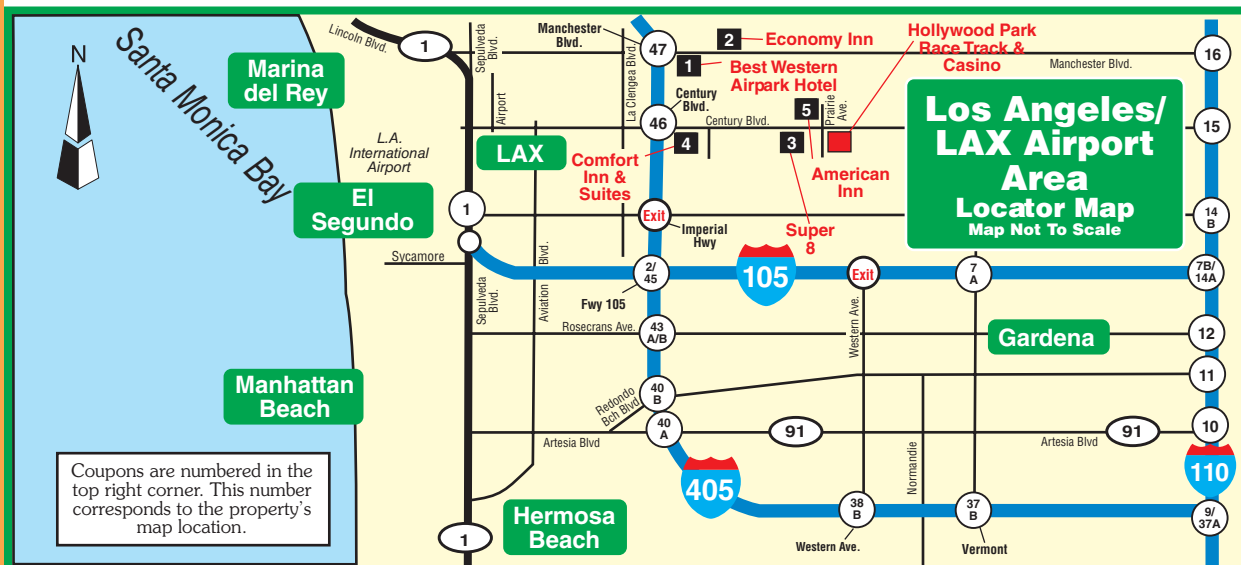 N
Santa Monica Bay
Lincoln Blvd.
1
Sepulveda
Blvd.
Manchester
Blvd.
47
La Clengea Blvd.
2
Economy Inn
Hollywood Park
Race Track &
Casino
16
Manchester Blvd.
1
Best Western
Airpark Hotel
Marina
del Rey
Airport
Century
Blvd.
46
Century Blvd.
5
Prairie
Ave.
15
Los Angeles/
LAX Airport
Area
Locator Map
Map Not To Scale
L.A.
International
Airport
LAX
4
3
Comfort
Inn &
Suites
American
Inn
El
Segundo
1
Exit
Imperial
Hwy
Super
8
14
B
Sycamore
Blvd.
2/
45
105
Exit
7
A
7B/
14A
Sepulveda
Blvd.
Aviation
Fwy 105
Western Ave.
Rosecrans Ave.
43
A/B
Gardena
12
Manhattan
Beach
Redondo
Bch Blvd
40
B
11
40
A
Artesia Blvd
91
Artesia Blvd
91
10
Coupons are numbered in the
top right corner. This number
corresponds to the property's
map location.
405
Normandie
110
Hermosa
Beach
1
38
B
Western Ave.
37
B
Vermont
9/
37A